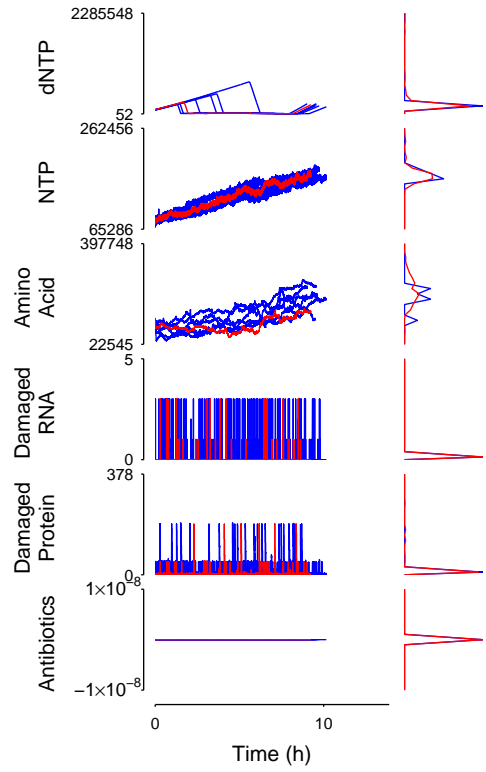 2285548
dNTP
52
262456
NTP
65286
397748
Amino
Acid
22545
5
Damaged
RNA
0
378
Damaged
Protein
0
1×10⁻⁸
Antibiotics
−1×10⁻⁸
0 10
Time (h)